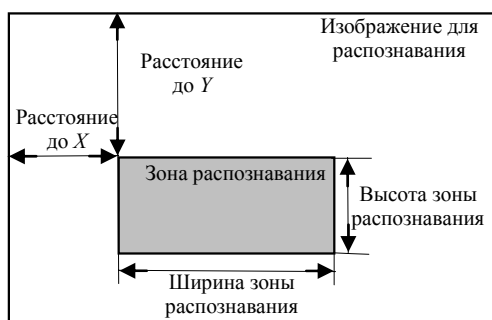 Изображение для
распознавания
Расстояние
до Y
Расстояние
до X
Зона распознавания
Высота зоны
распознавания
Ширина зоны
распознавания